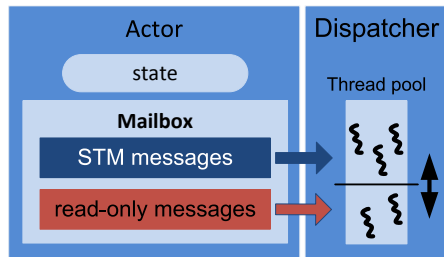 Actor
state
Mailbox
STM messages
read-only messages
Dispatcher
Thread pool